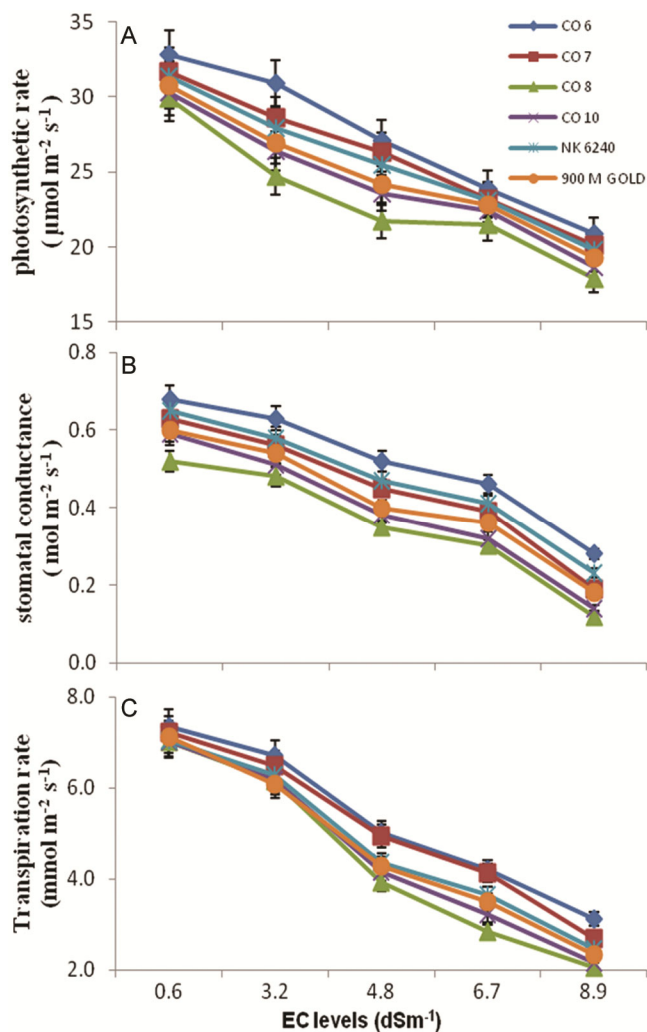 A
photosynthetic rate
( µmol m⁻² s⁻¹)
35
30
25
20
15
CO 6
CO 7
CO 8
CO 10
NK 6240
900 M GOLD
B
stomatal conductance
( mol m⁻² s⁻¹)
0.8
0.6
0.4
0.2
0.0
C
Transpiration rate
(mmol m⁻² s⁻¹)
8.0
6.0
4.0
2.0
0.6 3.2 4.8 6.7 8.9
EC levels (dSm⁻¹)